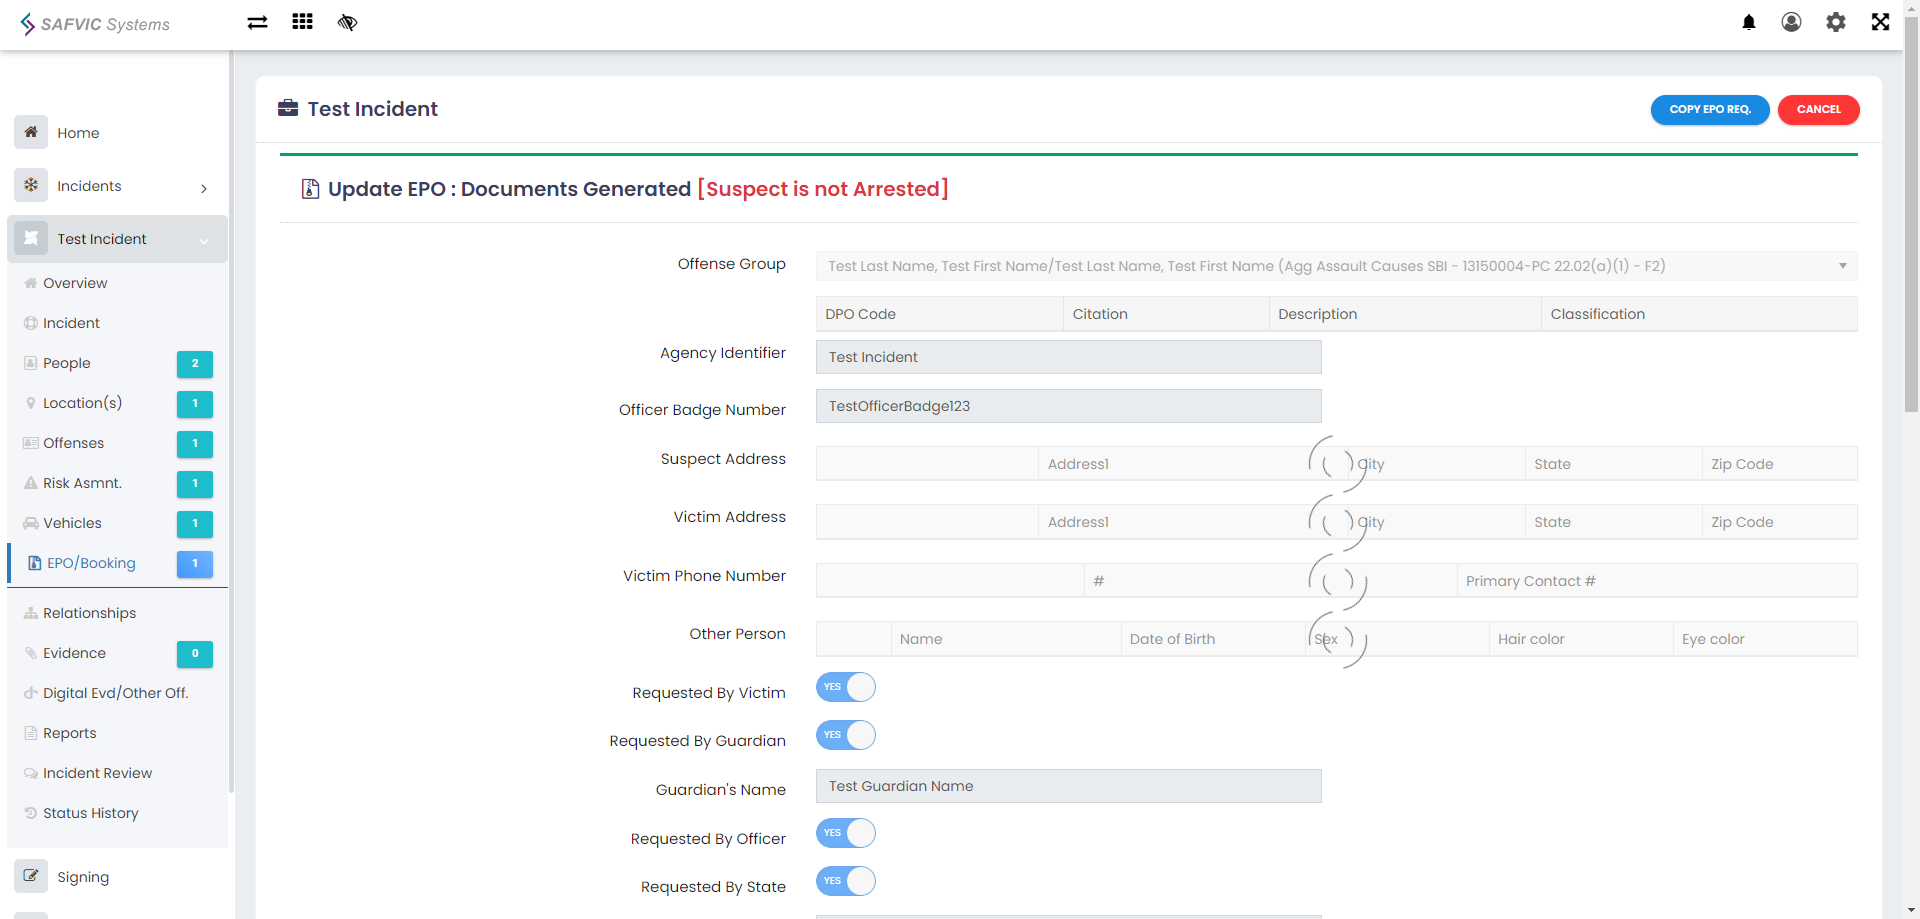 SAFVIC Systems
Home
Incidents
Test Incident
Overview
Incident
People 2
Location(s) 1
Offenses 1
Risk Asmnt. 1
Vehicles 1
EPO/Booking 1
Relationships
Evidence 0
Digital Evd/Other Off.
Reports
Incident Review
Status History
Signing
Test Incident
COPY EPO REQ. CANCEL
Update EPO : Documents Generated [Suspect is not Arrested]
Offense Group Test Last Name, Test First Name/Test Last Name, Test First Name (Agg Assault Causes SBI - 13150004-PC 22.02(a)(1) - F2)
DPO Code Citation Description Classification
Agency Identifier Test Incident
Officer Badge Number TestOfficerBadge123
Suspect Address Address1 City State Zip Code
Victim Address Address1 City State Zip Code
Victim Phone Number # Primary Contact #
Other Person Name Date of Birth Sex Hair color Eye color
Requested By Victim YES
Requested By Guardian YES
Guardian's Name Test Guardian Name
Requested By Officer YES
Requested By State YES